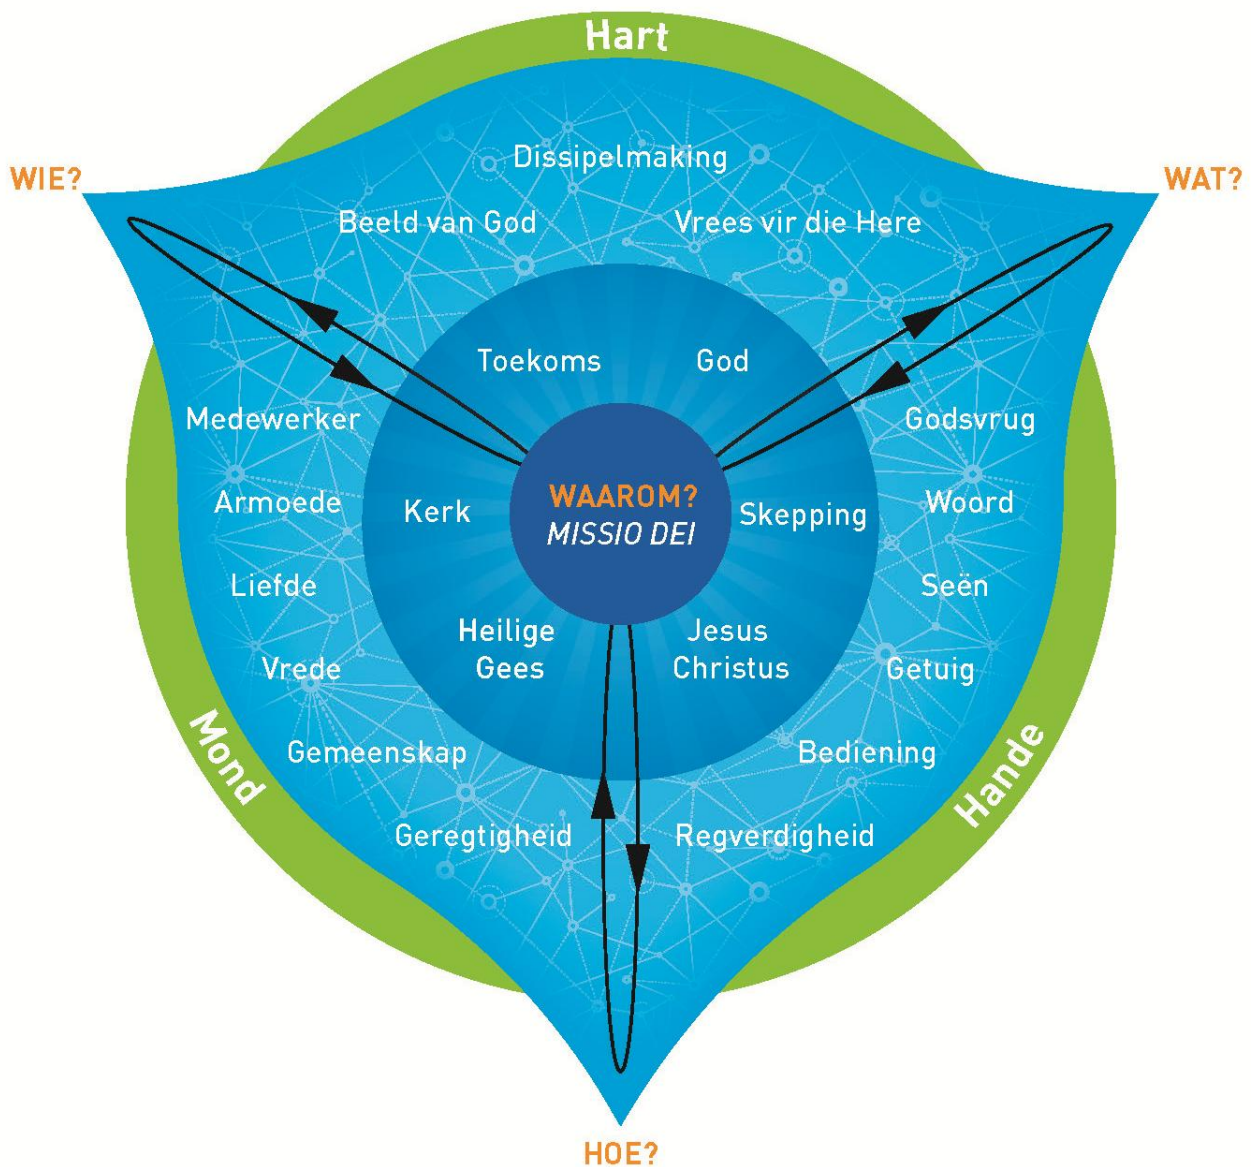 Hart
WIE?
WAT?
Dissipelmaking
Beeld van God
Vrees vir die Here
Toekoms
God
Medewerker
Godsvrug
WAAROM?
MISSIO DEI
Armoede
Kerk
Skepping
Woord
Liefde
Seën
Heilige
Gees
Jesus
Christus
Vrede
Getuig
Mond
Hande
Gemeenskap
Bediening
Geregtigheid
Regverdigheid
HOE?